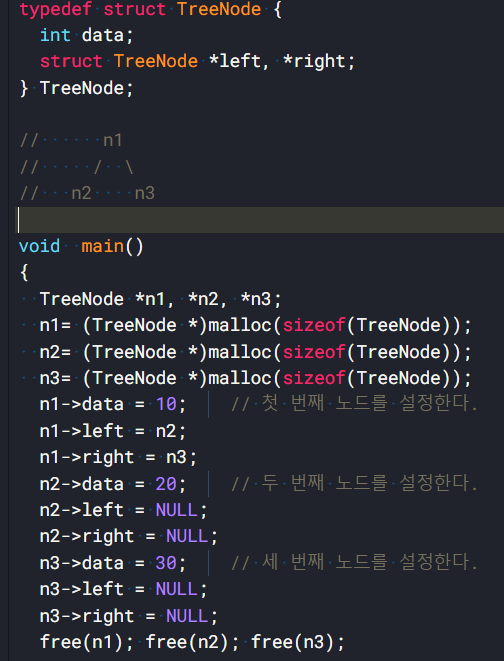 typedef struct TreeNode {
  int data;
  struct TreeNode *left, *right;
} TreeNode;
//      n1
//     /  \
//   n2    n3
void  main()
{
  TreeNode *n1, *n2, *n3;
  n1= (TreeNode *)malloc(sizeof(TreeNode));
  n2= (TreeNode *)malloc(sizeof(TreeNode));
  n3= (TreeNode *)malloc(sizeof(TreeNode));
  n1->data = 10;    // 첫 번째 노드를 설정한다.
  n1->left = n2;
  n1->right = n3;
  n2->data = 20;    // 두 번째 노드를 설정한다.
  n2->left = NULL;
  n2->right = NULL;
  n3->data = 30;    // 세 번째 노드를 설정한다.
  n3->left = NULL;
  n3->right = NULL;
  free(n1); free(n2); free(n3);